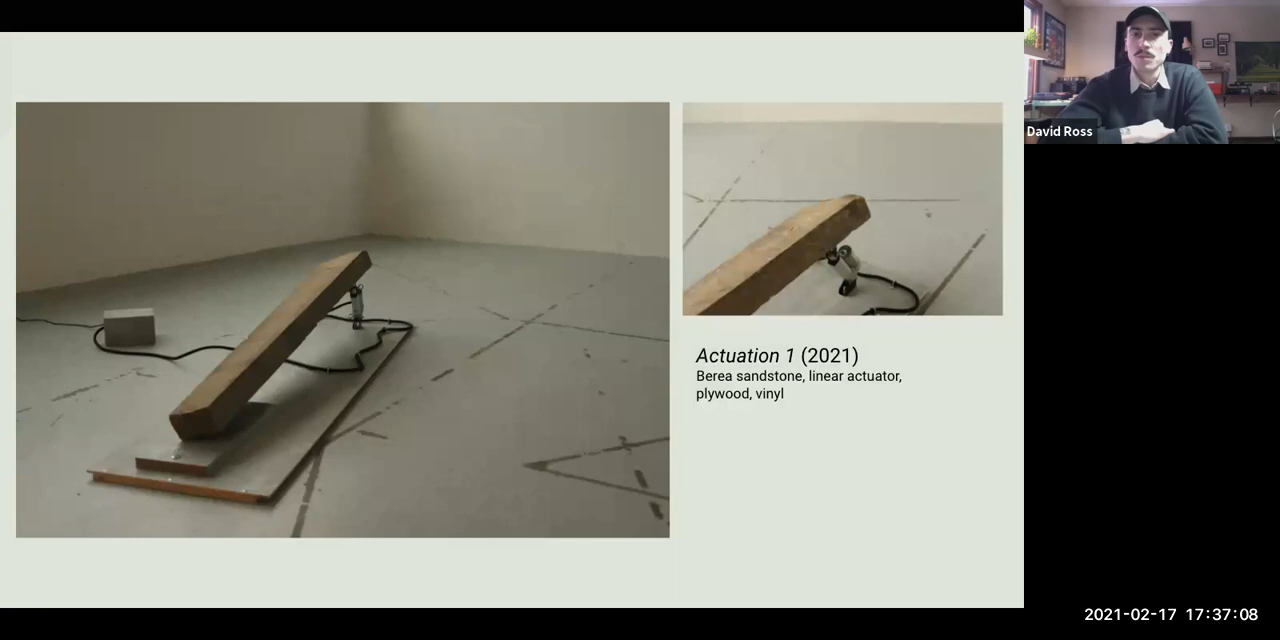 David Ross
Actuation 1 (2021)
Berea sandstone, linear actuator,
plywood, vinyl
2021-02-17 17:37:08